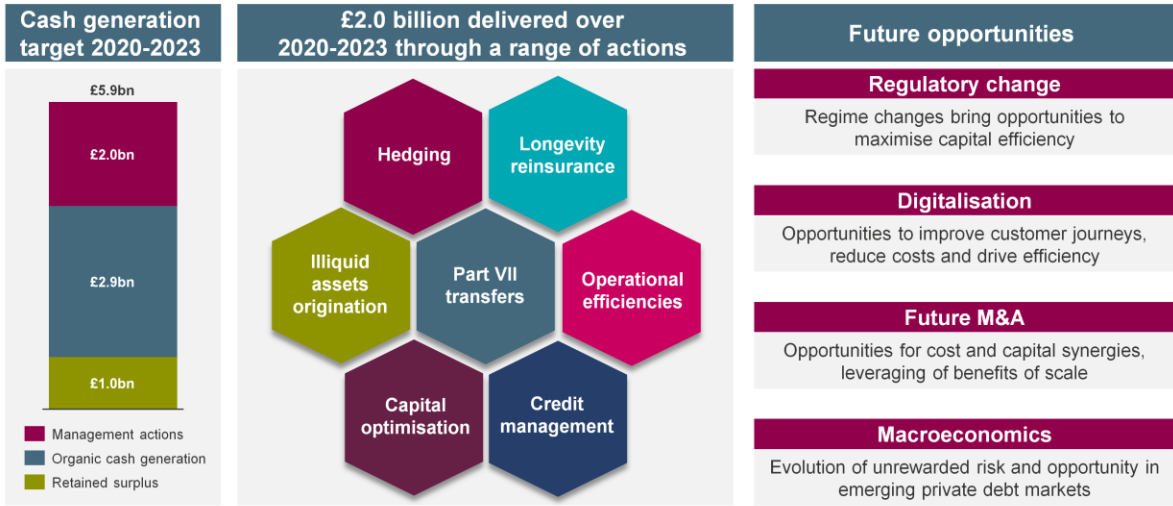 Cash generation
target 2020-2023
£5.9bn
£2.0bn
£2.9bn
£1.0bn
Management actions
Organic cash generation
Retained surplus
£2.0 billion delivered over
2020-2023 through a range of actions
Hedging
Longevity
reinsurance
Illiquid
assets
origination
Part VII
transfers
Operational
efficiencies
Capital
optimisation
Credit
management
Future opportunities
Regulatory change
Regime changes bring opportunities to
maximise capital efficiency
Digitalisation
Opportunities to improve customer journeys,
reduce costs and drive efficiency
Future M&A
Opportunities for cost and capital synergies,
leveraging of benefits of scale
Macroeconomics
Evolution of unrewarded risk and opportunity in
emerging private debt markets